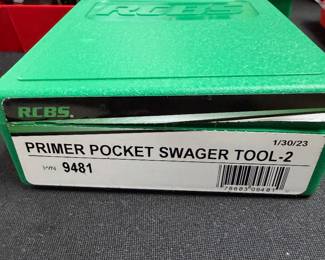 RCBS
RCBS.
1/30/23
PRIMER POCKET SWAGER TOOL-2
P/N 9481